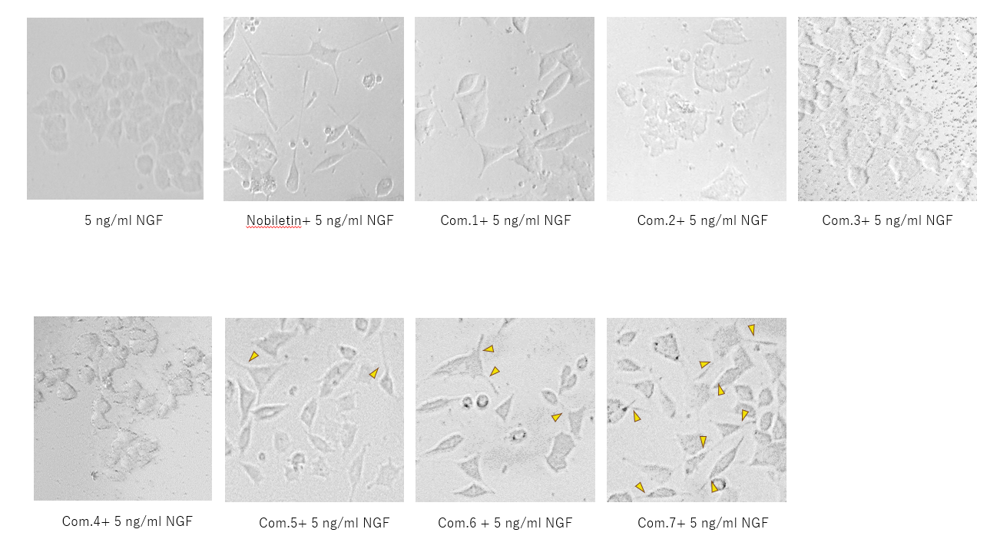 5 ng/ml NGF
Nobiletin+ 5 ng/ml NGF
Com.1+ 5 ng/ml NGF
Com.2+ 5 ng/ml NGF
Com.3+ 5 ng/ml NGF
Com.4+ 5 ng/ml NGF
Com.5+ 5 ng/ml NGF
Com.6 + 5 ng/ml NGF
Com.7+ 5 ng/ml NGF